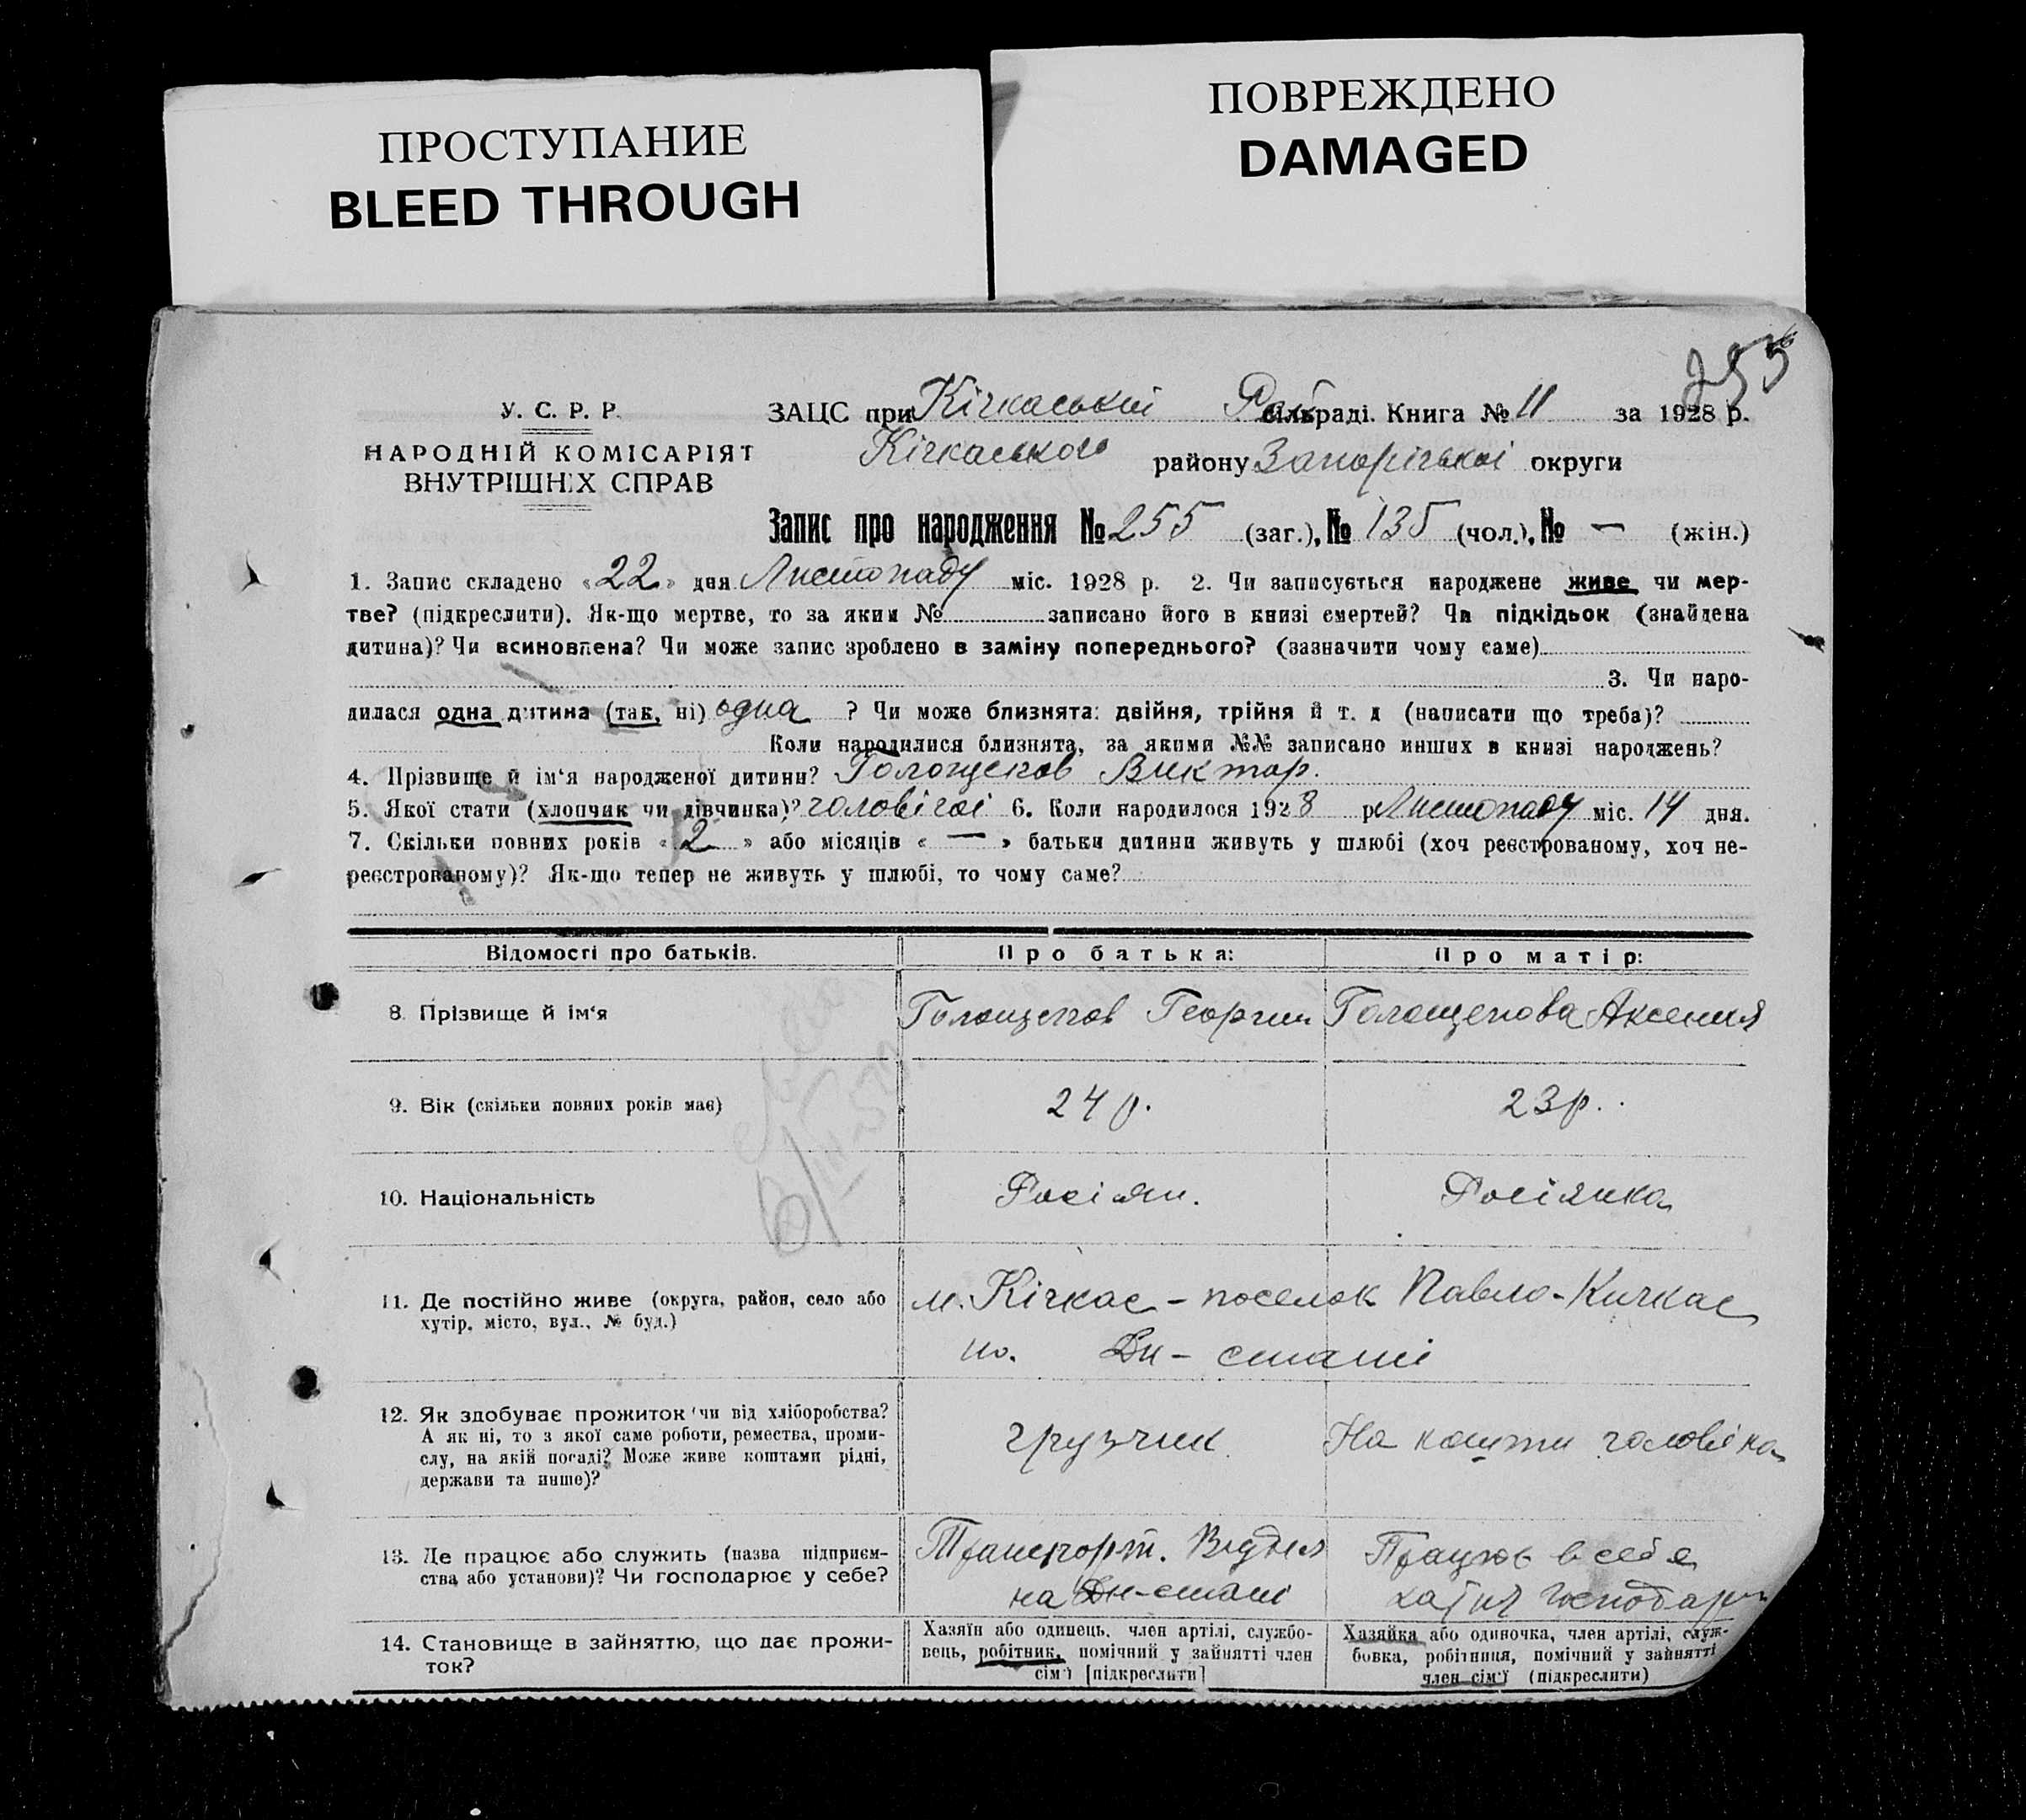 ПРОСТУПАНИЕ
BLEED THROUGH
ПОВРЕЖДЕНО
DAMAGED
255
У. С. Р. Р.
НАРОДНІЙ КОМІСАРІЯТ
ВНУТРІШНІХ СПРАВ
ЗАЦС при Кічкаській Рай сільраді. Книга № 11 за 1928 р.
Кічкаського району Запорізької округи
Запис про народження № 255 (заг.), № 135 (чол.), № — (жін.)
1. Запис складено «22» дня Листопаду міс. 1928 р. 2. Чи записується народжене живе чи мер-
тве? (підкреслити). Як-що мертве, то за яким № записано його в книзі смертей? Чи підкідьок (знайдена
дитина)? Чи всиновлена? Чи може запис зроблено в заміну попереднього? (зазначити чому саме)
3. Чи наро-
дилася одна дитина (так, ні) одна ? Чи може близнята: двійня, трійня й т. д (написати що треба)?
Коли народилися близнята, за якими №№ записано инших в книзі народжень?
4. Прізвище й ім‘я народженої дитини? Голощепов Виктор.
5. Якої стати (хлопчик чи дівчинка)? чоловічої 6. Коли народилося 1928 р Листопаду міс. 14 дня.
7. Скільки повних років «2» або місяців «—» батьки дитини живуть у шлюбі (хоч реєстрованому, хоч не-
реєстрованому)? Як-що тепер не живуть у шлюбі, то чому саме?
Відомості про батьків. Про батька: Про матір:
8. Прізвище й ім‘я Голощепов Георгий Голощепова Аксения
9. Вік (скільки повних років має) 24 р. 23 р.
10. Національність Росіян. Росіянка
11. Де постійно живе (округа, район, село або
хутір, місто, вул., № буд.)
м. Кічкас - поселок Павло-Кичкас
по. Дн-стані
12. Як здобуває прожиток чи від хліборобства?
А як ні, то з якої саме роботи, ремества, проми-
слу, на якій посаді? Може живе коштами рідні,
держави та инше)?
грузчик
На кошти чоловіка
13. Де працює або служить (назва підприєм-
ства або установи)? Чи господарює у себе?
Транспорт. Відділ
на Дн-стані
Працює в себе
14. Становище в зайняттю, що дає прожи-
ток?
Хазяїн або одинець, член артілі, службо-
вець, робітник, помічний у зайнятті член
сім‘ї [підкреслити]
Хазяйка або одиночка, член артілі, служ-
бовка, робітниця, помічний у зайнятті
член сім‘ї (підкреслити)